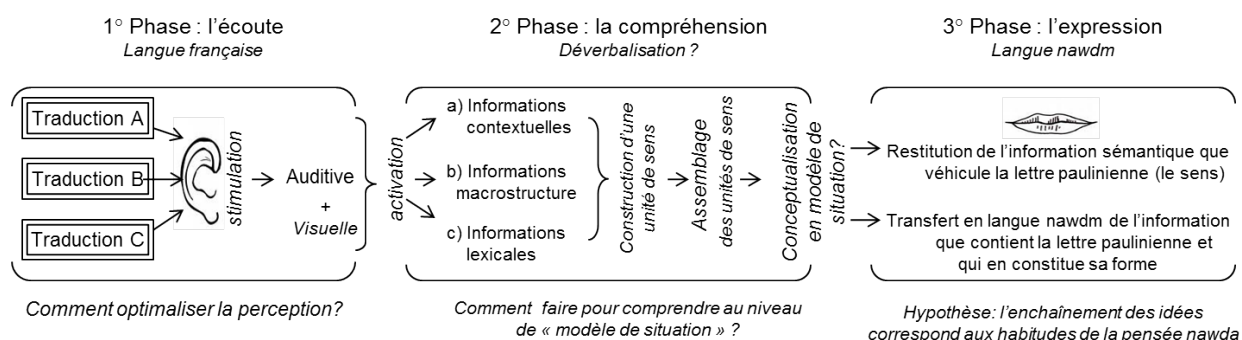 1° Phase : l’écoute
Langue française
Traduction A
Traduction B
Traduction C
stimulation
Auditive
+
Visuelle
Comment optimaliser la perception?
2° Phase : la compréhension
Déverbalisation ?
activation
a) Informations
contextuelles
b) Informations
macrostructure
c) Informations
lexicales
Construction d’une
unité de sens
Assemblage
des unités de sens
Conceptualisation
en modèle de
situation?
Comment faire pour comprendre au niveau
de « modèle de situation » ?
3° Phase : l’expression
Langue nawdm
Restitution de l’information sémantique que
véhicule la lettre paulinienne (le sens)
Transfert en langue nawdm de l’information
que contient la lettre paulinienne et
qui en constitue sa forme
Hypothèse: l’enchaînement des idées
correspond aux habitudes de la pensée nawda